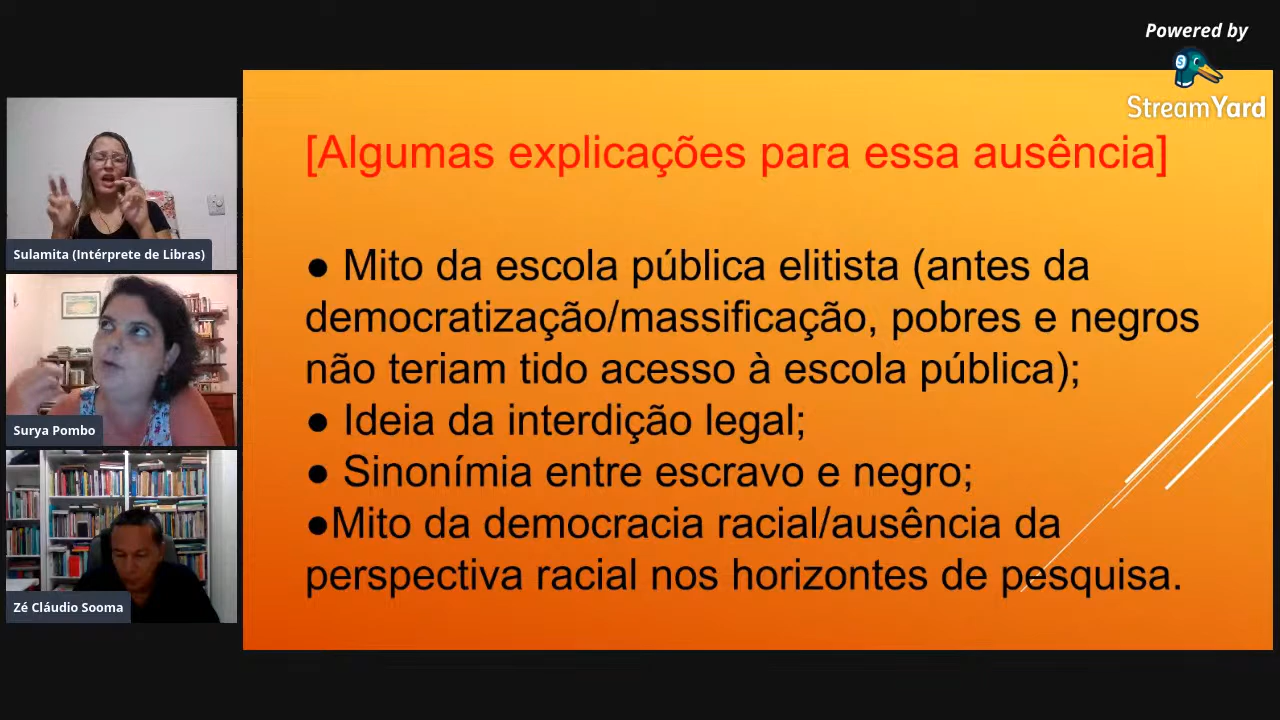 Powered by
StreamYard
[Algumas explicações para essa ausência]
● Mito da escola pública elitista (antes da
democratização/massificação, pobres e negros
não teriam tido acesso à escola pública);
● Ideia da interdição legal;
● Sinonímia entre escravo e negro;
●Mito da democracia racial/ausência da
perspectiva racial nos horizontes de pesquisa.
Sulamita (Intérprete de Libras)
Surya Pombo
Zé Cláudio Sooma